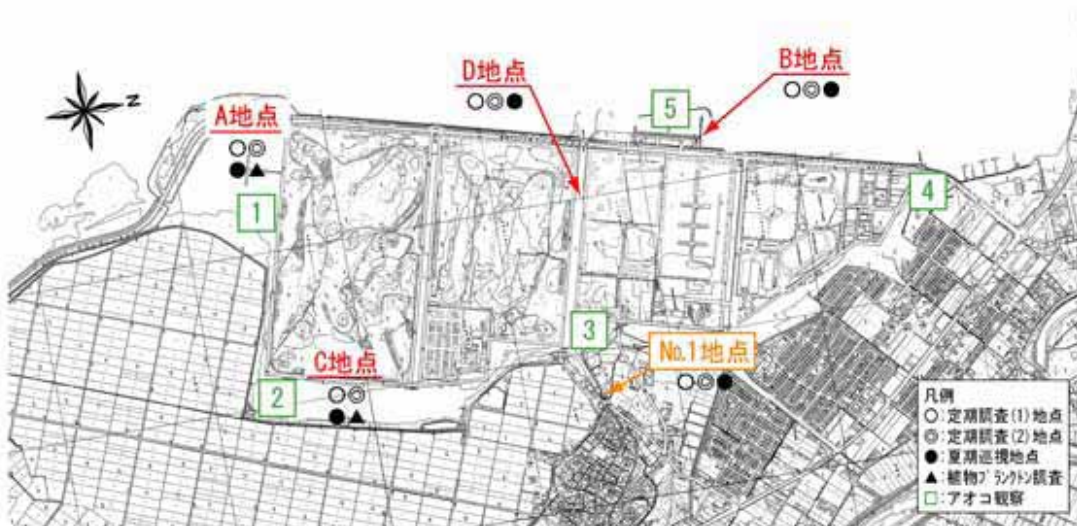 N
A地点
○◎
●▲
D地点
○◎●
B地点
○◎●
5
1
4
3
No.1地点
○◎●
C地点
○◎
●▲
2
凡例
○:定期調査(1)地点
◎:定期調査(2)地点
●:夏期巡視地点
▲:植物プランクトン調査
□:アオコ観察